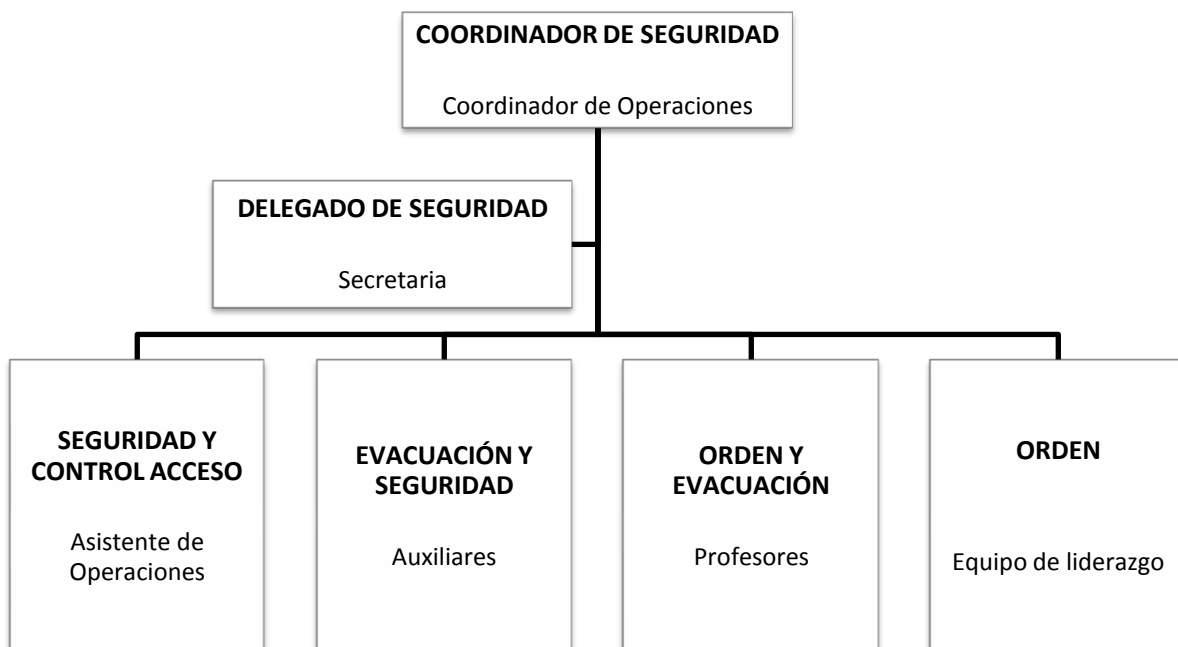 COORDINADOR DE SEGURIDAD
Coordinador de Operaciones
DELEGADO DE SEGURIDAD
Secretaria
SEGURIDAD Y
CONTROL ACCESO
Asistente de
Operaciones
EVACUACIÓN Y
SEGURIDAD
Auxiliares
ORDEN Y
EVACUACIÓN
Profesores
ORDEN
Equipo de liderazgo